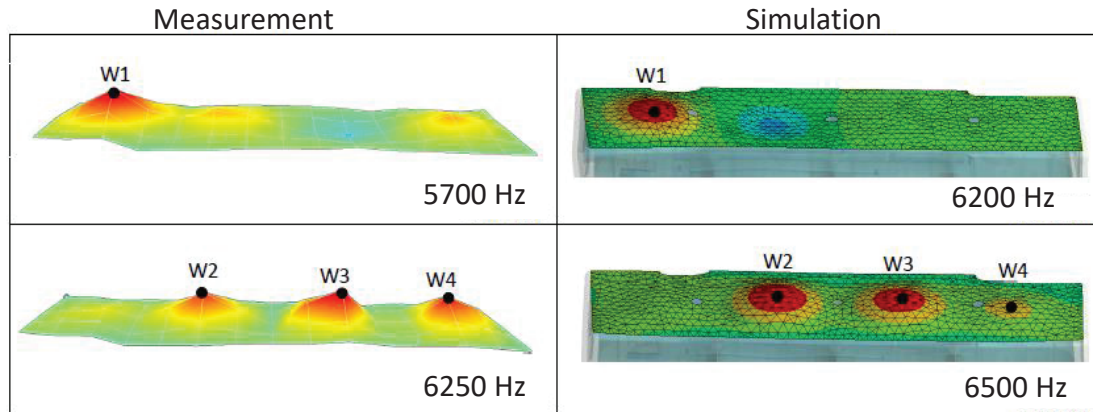 Measurement
Simulation
W1
5700 Hz
W1
6200 Hz
W2 W3 W4
6250 Hz
W2 W3 W4
6500 Hz